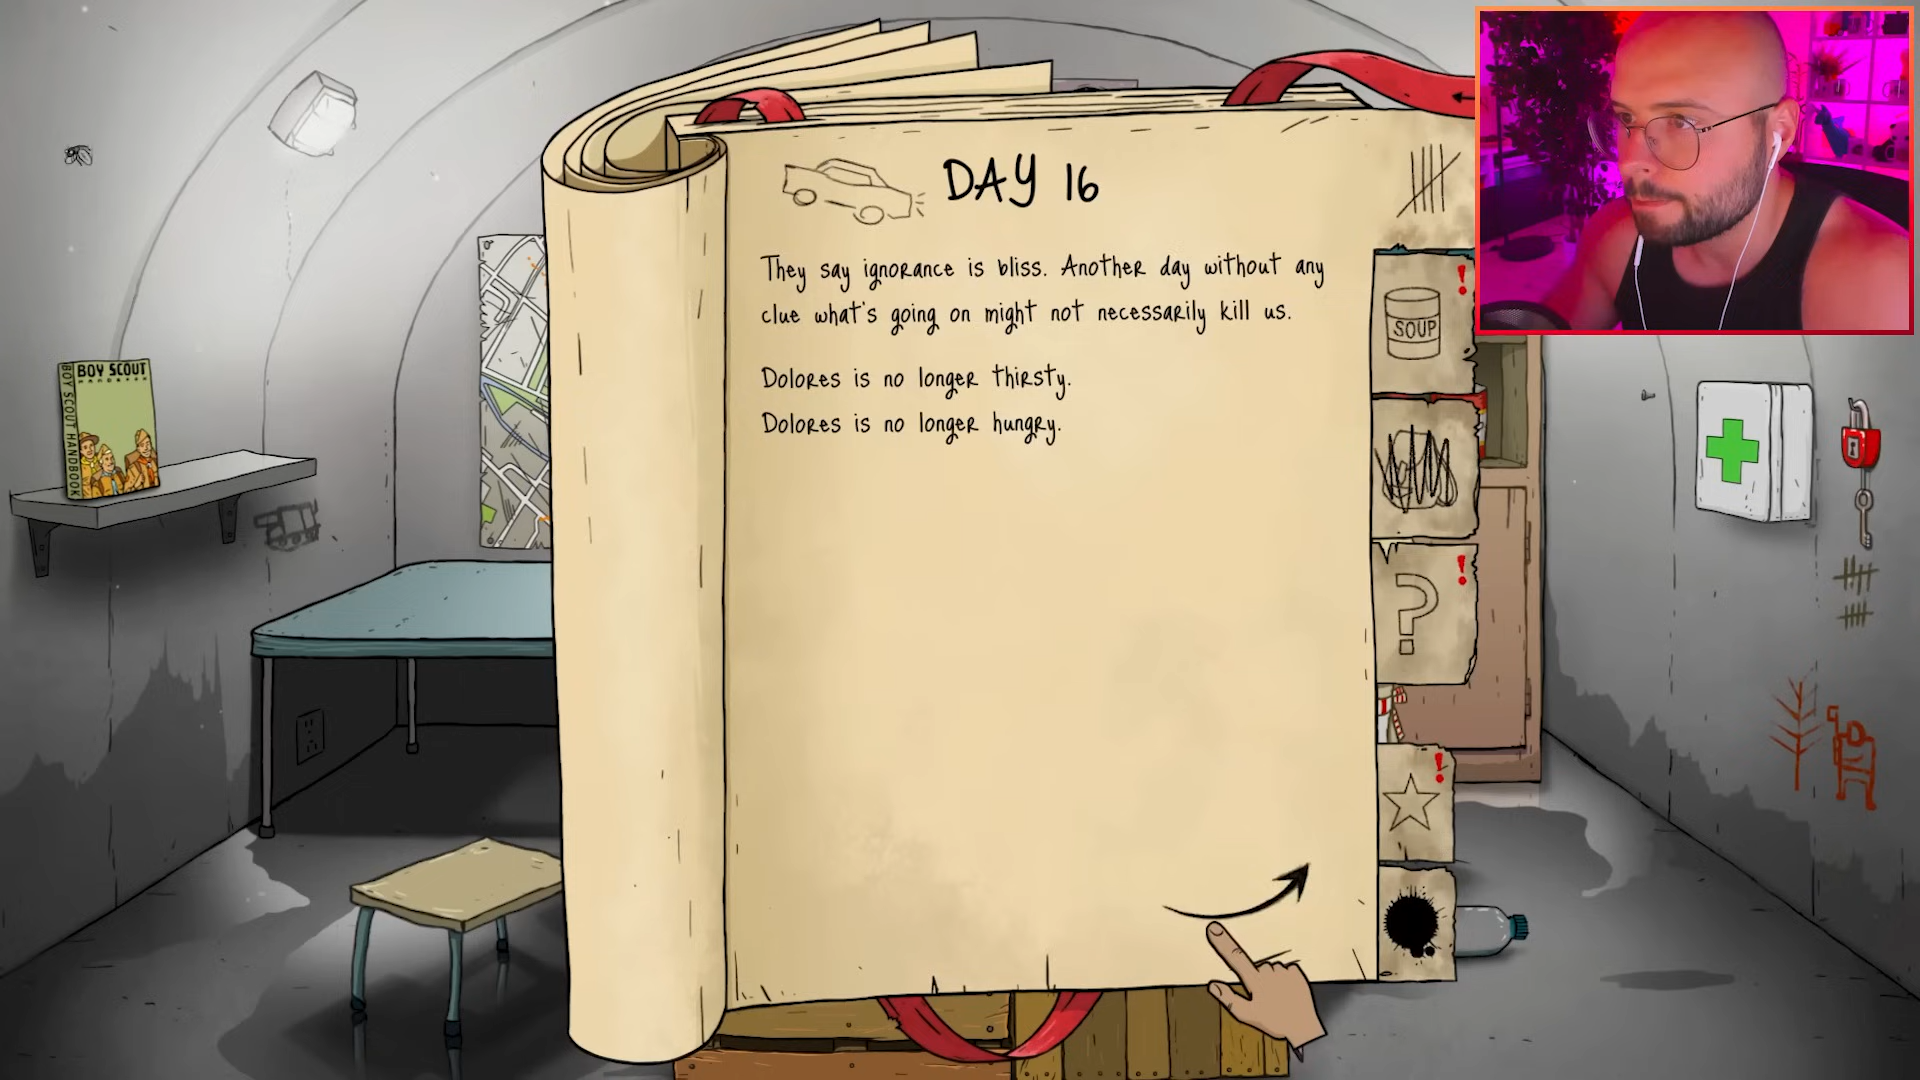 DAY 16
They say ignorance is bliss. Another day without any
clue what's going on might not necessarily kill us.
Dolores is no longer thirsty.
Dolores is no longer hungry.
!
SOUP
!
?
!
BOY SCOUT
HANDBOOK
BOY SCOUT HANDBOOK